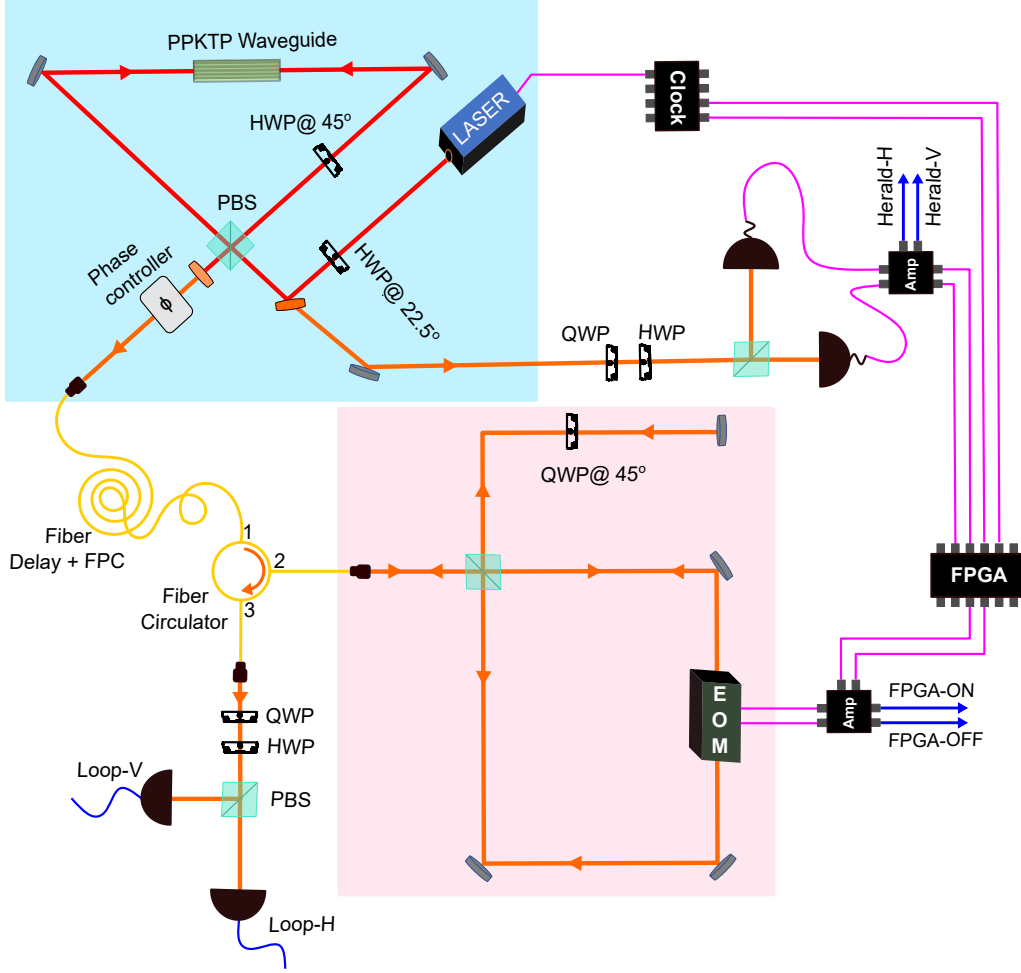 PPKTP Waveguide
LASER
Clock
HWP@ 45º
PBS
Herald-H
Herald-V
Phase
controller
ϕ
HWP@ 22.5º
Amp
QWP
HWP
QWP@ 45º
Fiber
Delay + FPC
1
2
3
Fiber
Circulator
FPGA
EOM
Amp
FPGA-ON
FPGA-OFF
QWP
HWP
Loop-V
PBS
Loop-H